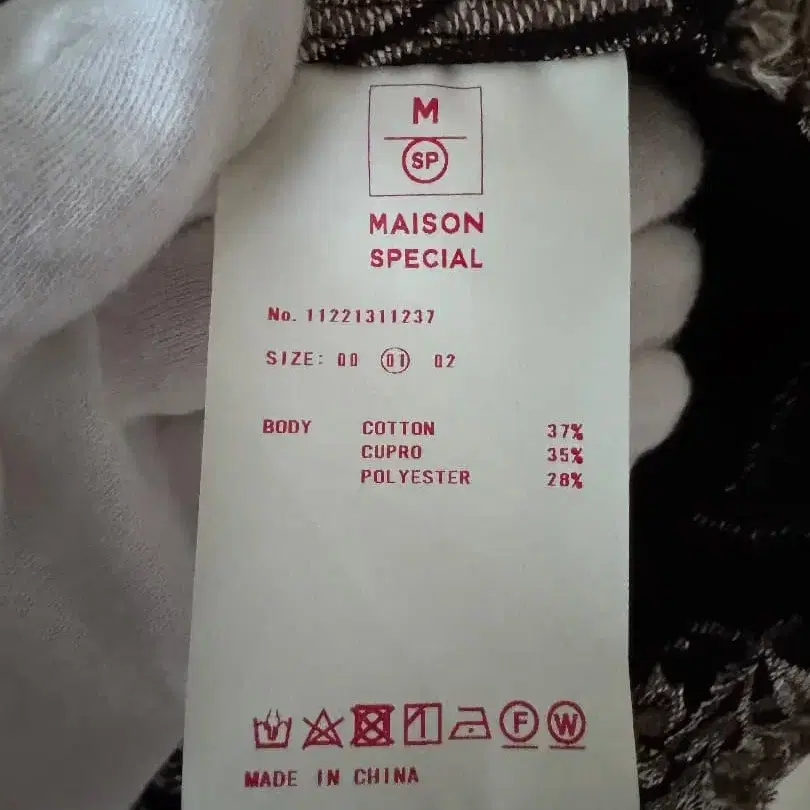 M
SP
MAISON
SPECIAL
No. 11221311237
SIZE: 00 01 02
BODY COTTON 37%
CUPRO 35%
POLYESTER 28%
F W
MADE IN CHINA